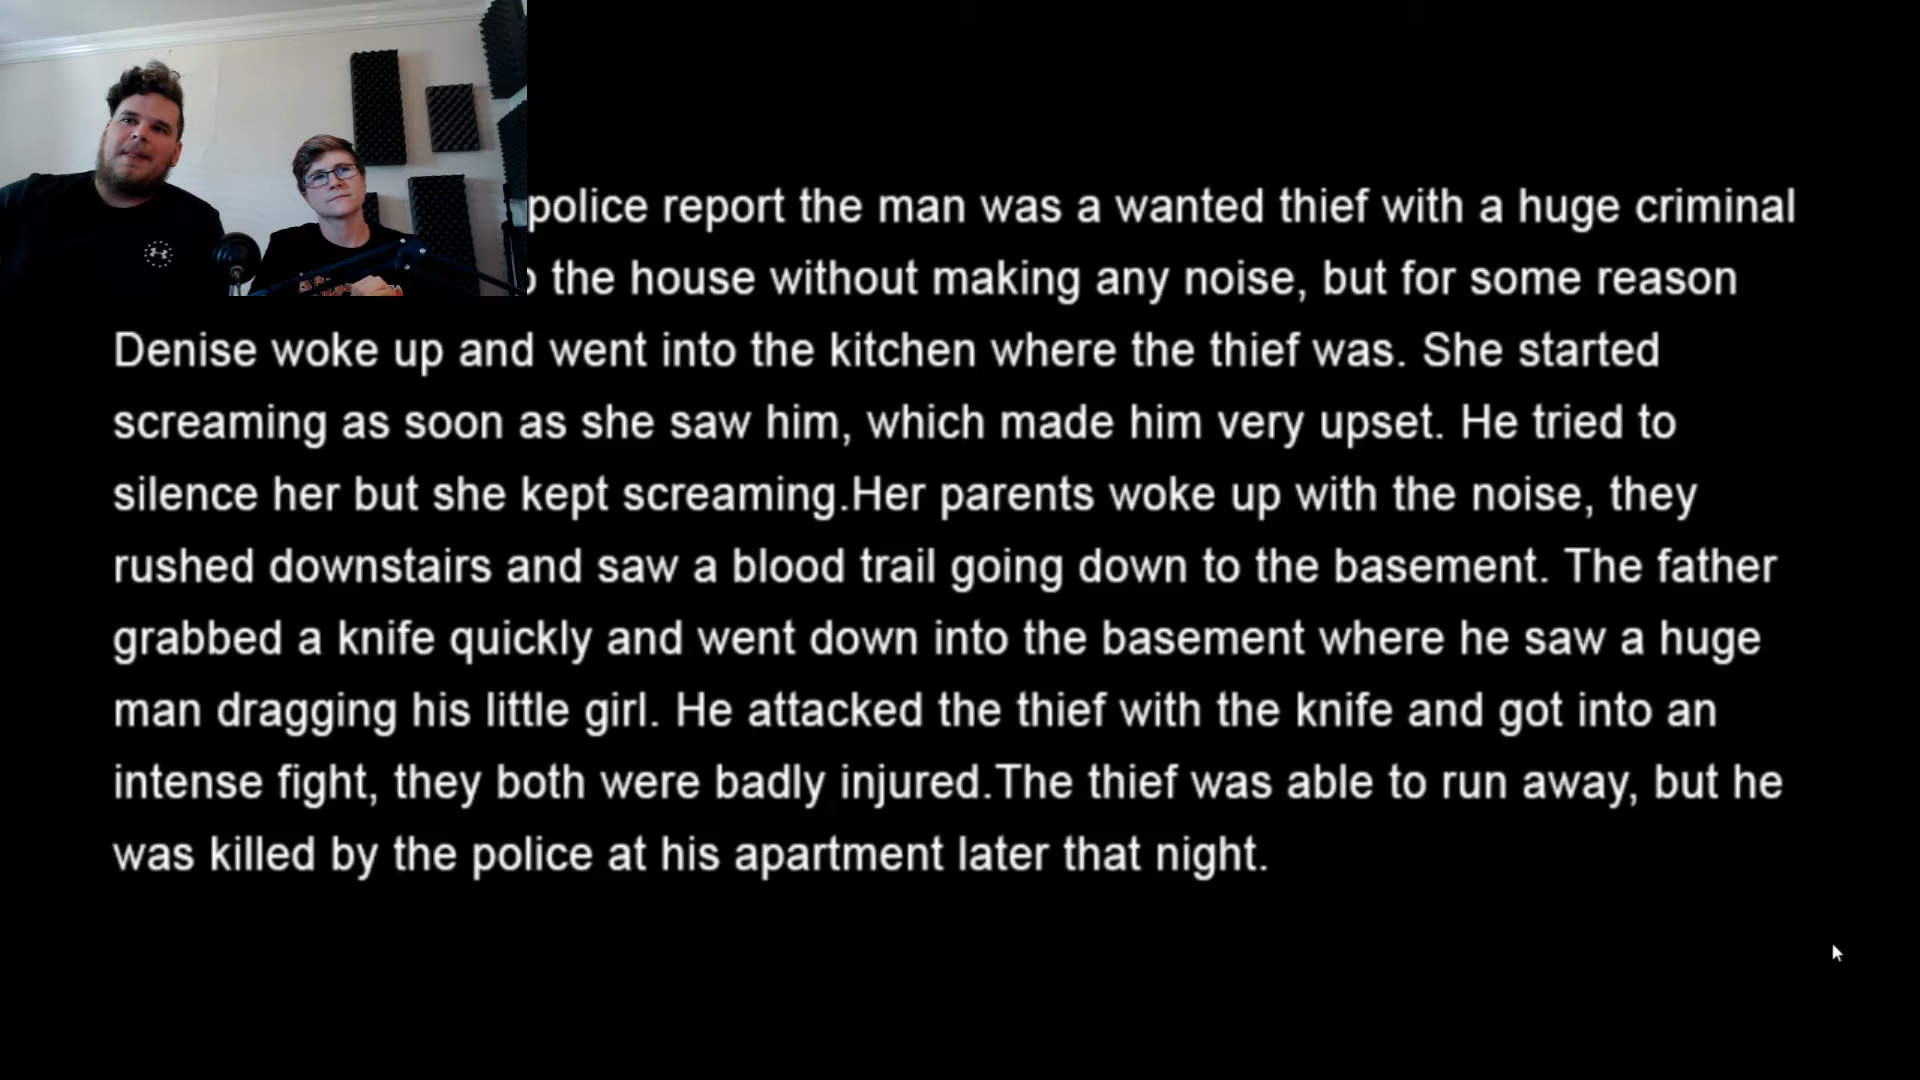 police report the man was a wanted thief with a huge criminal
the house without making any noise, but for some reason
Denise woke up and went into the kitchen where the thief was. She started
screaming as soon as she saw him, which made him very upset. He tried to
silence her but she kept screaming.Her parents woke up with the noise, they
rushed downstairs and saw a blood trail going down to the basement. The father
grabbed a knife quickly and went down into the basement where he saw a huge
man dragging his little girl. He attacked the thief with the knife and got into an
intense fight, they both were badly injured.The thief was able to run away, but he
was killed by the police at his apartment later that night.